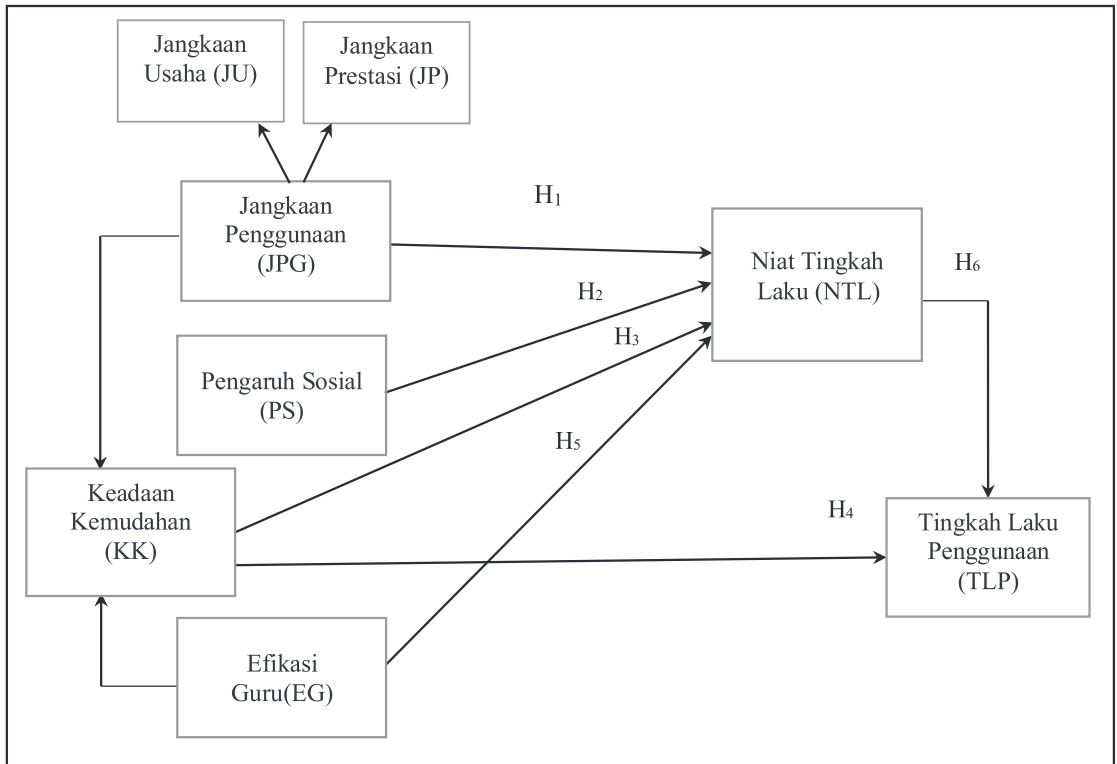 Jangkaan
Usaha (JU)
Jangkaan
Prestasi (JP)
Jangkaan
Penggunaan
(JPG)
H1
Niat Tingkah
Laku (NTL)
H6
H2
H3
Pengaruh Sosial
(PS)
H5
Keadaan
Kemudahan
(KK)
H4
Tingkah Laku
Penggunaan
(TLP)
Efikasi
Guru(EG)